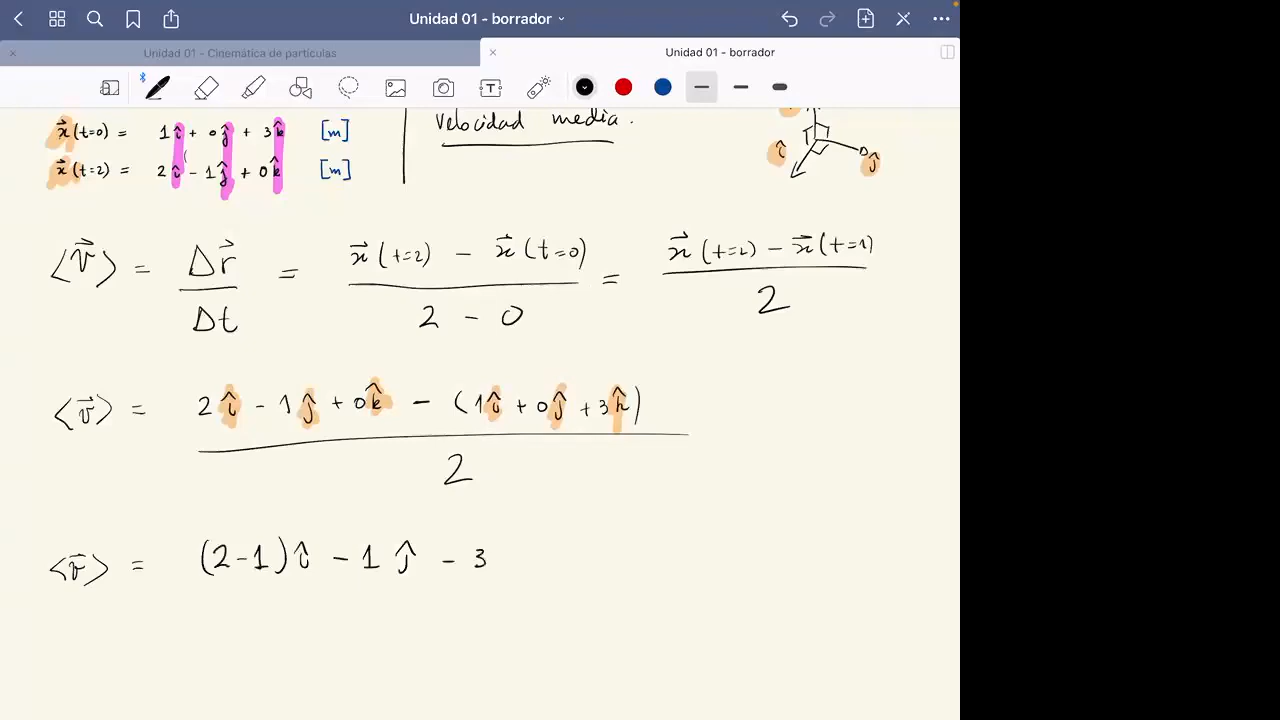 Unidad 01 - borrador
Unidad 01 - Cinemática de partículas
Unidad 01 - borrador
x⃗(t=0) = 1î + 0ĵ + 3k̂ [m]
x⃗(t=2) = 2î - 1ĵ + 0k̂ [m]
velocidad media.
î
ĵ
<v⃗> = Δr⃗/Δt = (x⃗(t=2) - x⃗(t=0))/(2 - 0) = (x⃗(t=2) - x⃗(t=1))/2
<v⃗> = (2î - 1ĵ + 0k̂ - (1î + 0ĵ + 3k̂))/2
<v⃗> = (2-1)î - 1ĵ - 3